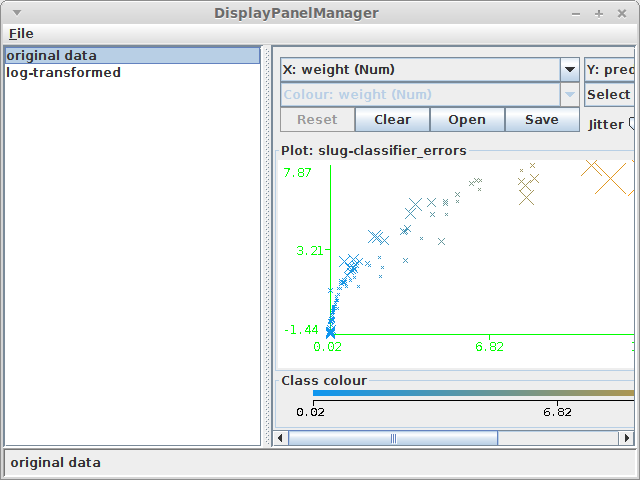 DisplayPanelManager
File
original data
log-transformed
X: weight (Num)
Y: pred
Colour: weight (Num)
Select
Reset
Clear
Open
Save
Jitter
Plot: slug-classifier_errors
7.87
3.21
-1.44
0.02
6.82
1
Class colour
0.02
6.82
original data